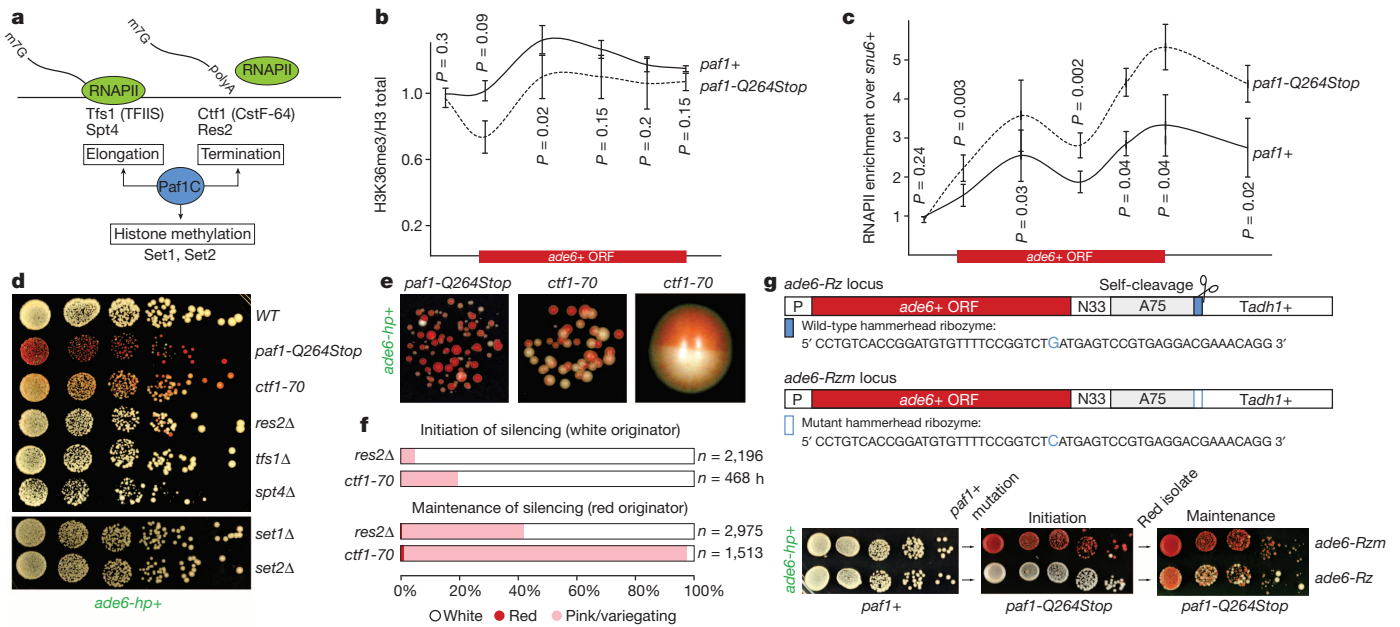 a
m7G
RNAPII
m7G
polyA
RNAPII
Tfs1 (TFIIS)
Spt4
Ctf1 (CstF-64)
Res2
Elongation
Termination
Paf1C
Histone methylation
Set1, Set2
b
H3K36me3/H3 total
1.0
0.6
0.2
P = 0.3
P = 0.09
P = 0.02
P = 0.15
P = 0.2
P = 0.15
paf1+
paf1-Q264Stop
ade6+ ORF
c
RNAPII enrichment over snu6+
5
4
3
2
1
P = 0.24
P = 0.003
P = 0.03
P = 0.002
P = 0.04
P = 0.04
P = 0.02
paf1-Q264Stop
paf1+
ade6+ ORF
d
WT
paf1-Q264Stop
ctf1-70
res2Δ
tfs1Δ
spt4Δ
set1Δ
set2Δ
ade6-hp+
e
paf1-Q264Stop
ctf1-70
ctf1-70
ade6-hp+
f
Initiation of silencing (white originator)
res2Δ
n = 2,196
ctf1-70
n = 468 h
Maintenance of silencing (red originator)
res2Δ
n = 2,975
ctf1-70
n = 1,513
0% 20% 40% 60% 80% 100%
White Red Pink/variegating
g
ade6-Rz locus
Self-cleavage
P ade6+ ORF N33 A75 Tadh1+
Wild-type hammerhead ribozyme:
5′ CCTGTCACCGGATGTGTTTTCCGGTCTGATGAGTCCGTGAGGACGAAACAGG 3′
ade6-Rzm locus
P ade6+ ORF N33 A75 Tadh1+
Mutant hammerhead ribozyme:
5′ CCTGTCACCGGATGTGTTTTCCGGTCTCATGAGTCCGTGAGGACGAAACAGG 3′
paf1+
mutation
Initiation
Red isolate
Maintenance
ade6-hp+
ade6-Rzm
ade6-Rz
paf1+
paf1-Q264Stop
paf1-Q264Stop